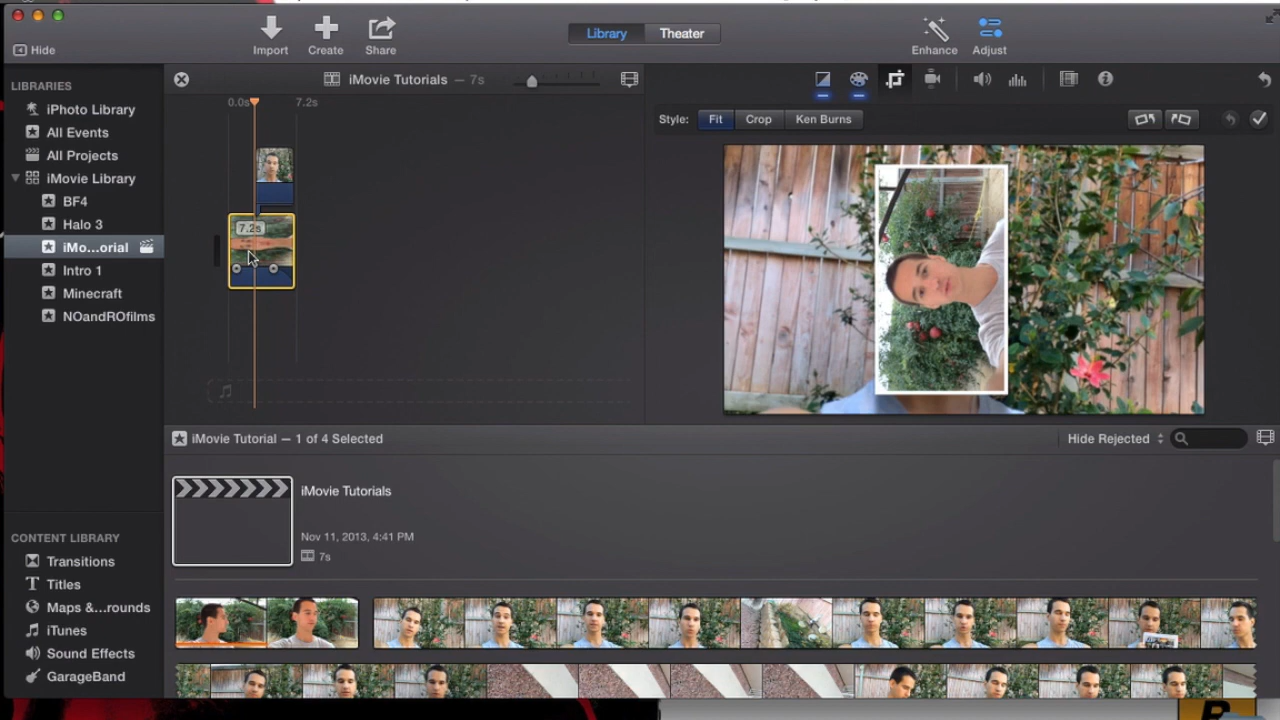 Hide
Import
Create
Share
Library
Theater
Enhance
Adjust
LIBRARIES
iPhoto Library
All Events
All Projects
iMovie Library
BF4
Halo 3
iMo...orial
Intro 1
Minecraft
NOandROfilms
CONTENT LIBRARY
Transitions
Titles
Maps &...rounds
iTunes
Sound Effects
GarageBand
iMovie Tutorials — 7s
0.0s
7.2s
7.2s
Style:
Fit
Crop
Ken Burns
iMovie Tutorial — 1 of 4 Selected
Hide Rejected
iMovie Tutorials
Nov 11, 2013, 4:41 PM
7s